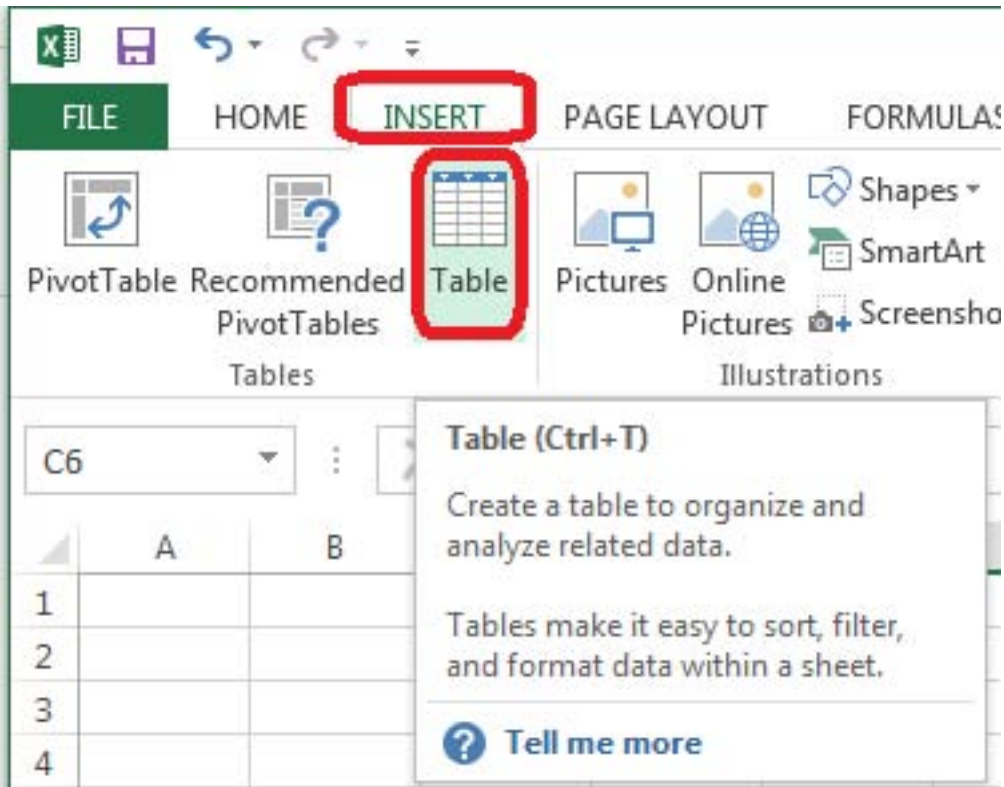 FILE HOME INSERT PAGE LAYOUT FORMULAS
PivotTable Recommended PivotTables Table Pictures Online Pictures Shapes
SmartArt
Screensho
Tables Illustrations
C6
Table (Ctrl+T)
Create a table to organize and
analyze related data.
Tables make it easy to sort, filter,
and format data within a sheet.
? Tell me more
A B
1
2
3
4